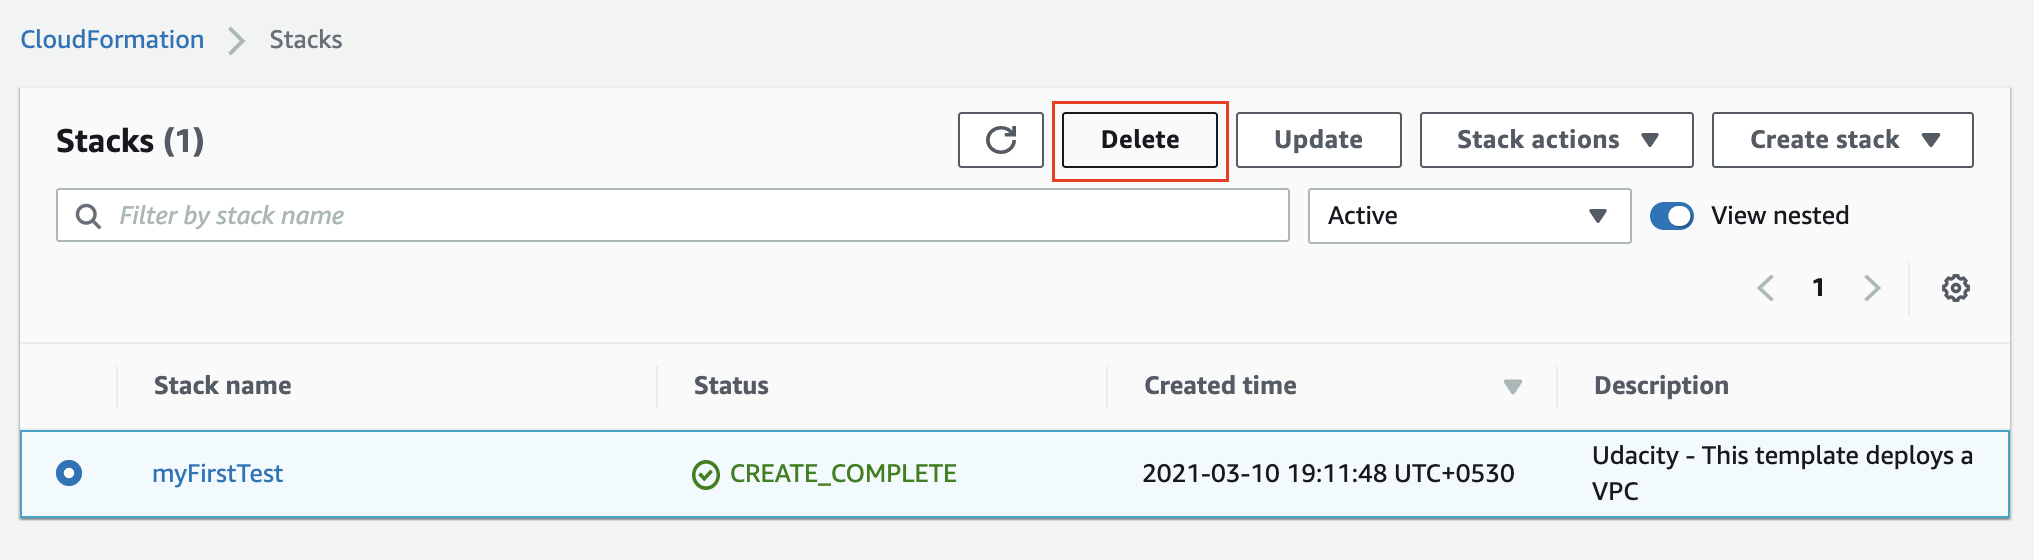 CloudFormation Stacks
Stacks (1)
Delete
Update
Stack actions
Create stack
Filter by stack name
Active
View nested
1
Stack name
Status
Created time
Description
myFirstTest
CREATE_COMPLETE
2021-03-10 19:11:48 UTC+0530
Udacity - This template deploys a
VPC